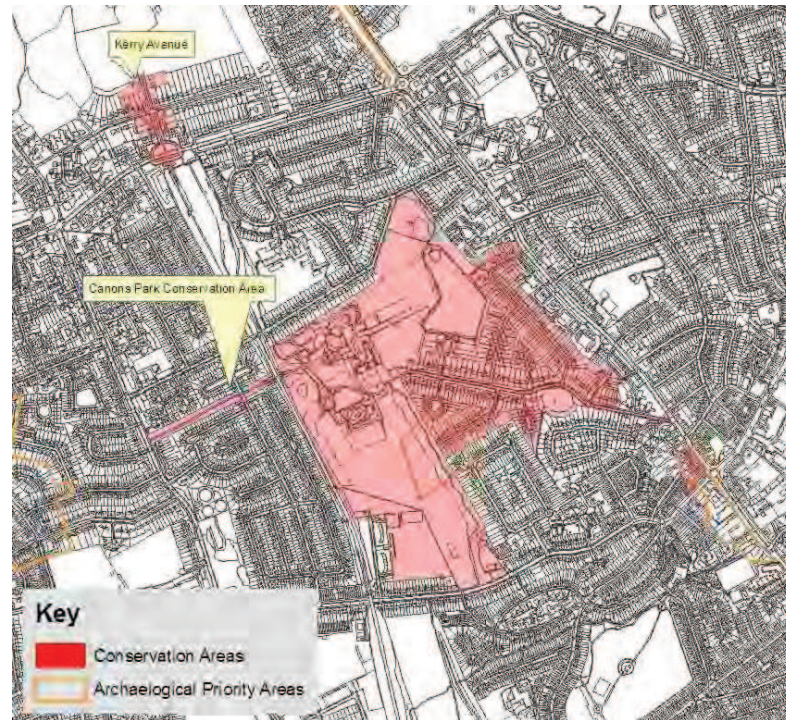 Kerry Avenue
Canons Park Conservation Area
Key
Conservation Areas
Archaelogical Priority Areas